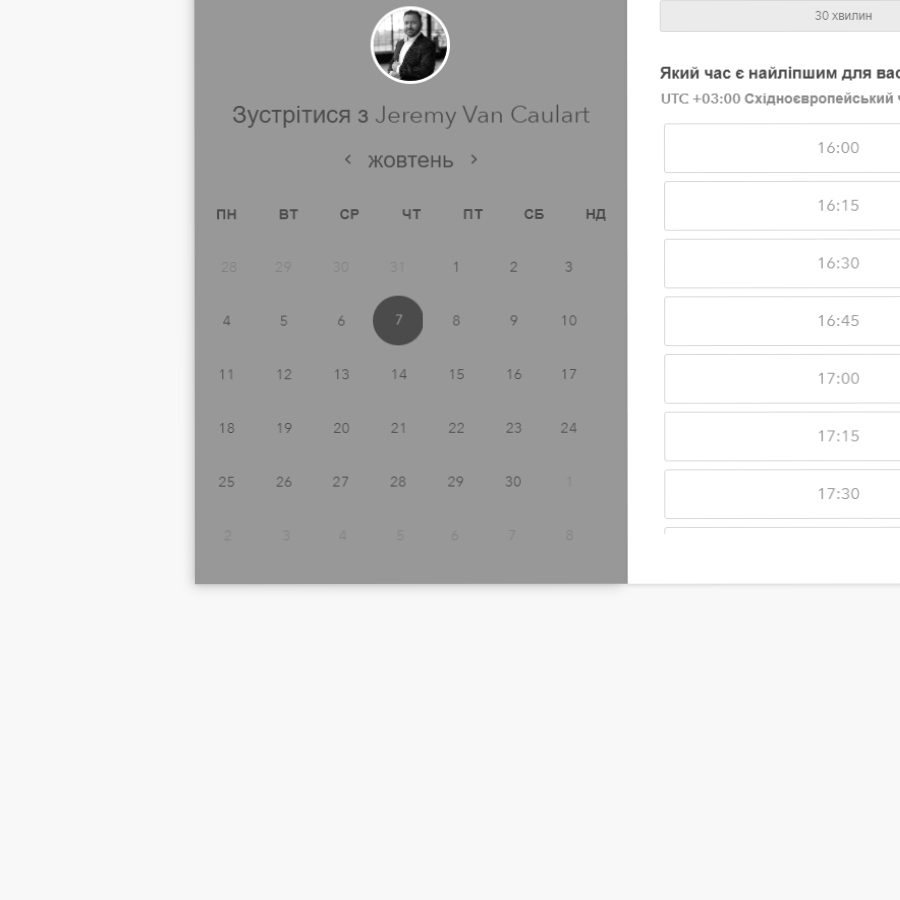 Зустрітися з Jeremy Van Caulart
жовтень
ПН ВТ СР ЧТ ПТ СБ НД
28 29 30 31 1 2 3
4 5 6 7 8 9 10
11 12 13 14 15 16 17
18 19 20 21 22 23 24
25 26 27 28 29 30 1
2 3 4 5 6 7 8
30 хвилин
Який час є найліпшим для вас
UTC +03:00 Східноєвропейський
16:00
16:15
16:30
16:45
17:00
17:15
17:30